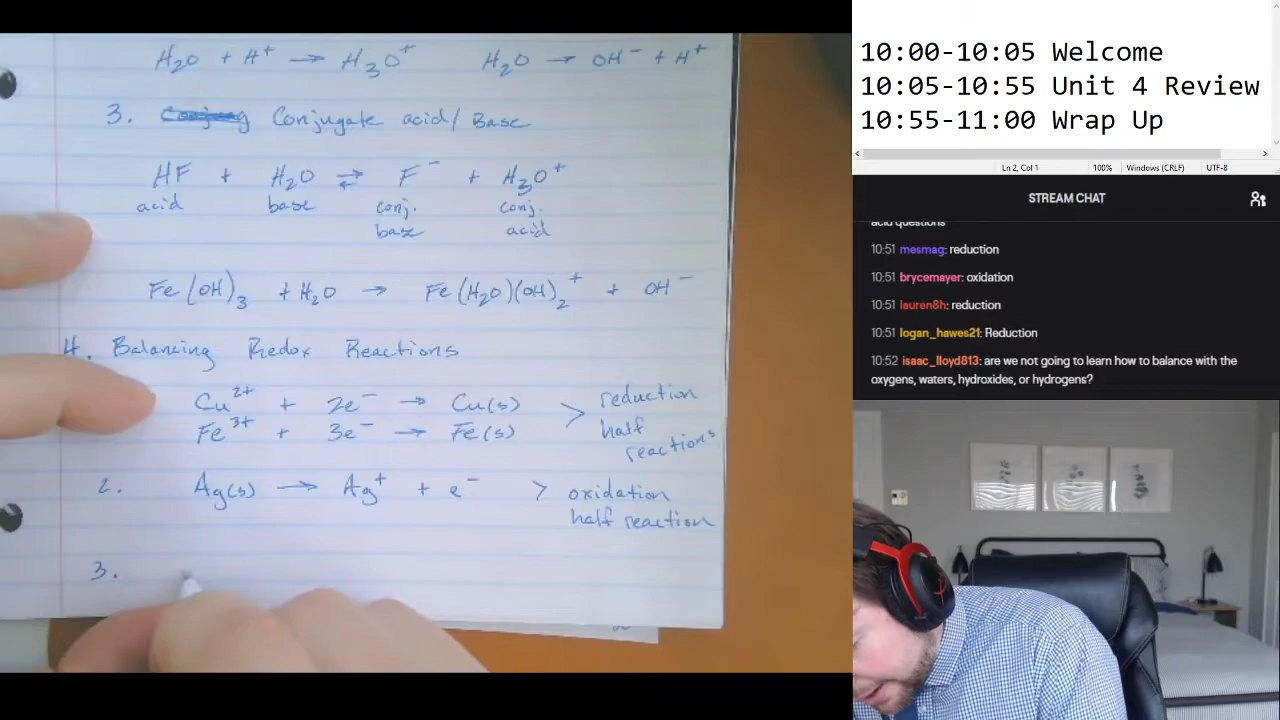 H₂O + H⁺ → H₃O⁺ H₂O → OH⁻ + H⁺
3. Conjugate acid/Base
HF + H₂O ⇌ F⁻ + H₃O⁺
acid base conj. conj.
base acid
Fe(OH)₃ + H₂O → Fe(H₂O)(OH)₂⁺ + OH⁻
4. Balancing Redox Reactions
Cu²⁺ + 2e⁻ → Cu(s) > reduction
Fe³⁺ + 3e⁻ → Fe(s) half
reactions
2. Ag(s) → Ag⁺ + e⁻ > oxidation
half reaction
3.
10:00-10:05 Welcome
10:05-10:55 Unit 4 Review
10:55-11:00 Wrap Up
Ln 2, Col 1 100% Windows (CRLF) UTF-8
STREAM CHAT
acid questions
10:51 mesmag: reduction
10:51 brycemayer: oxidation
10:51 lauren8h: reduction
10:51 logan_hawes21: Reduction
10:52 isaac_lloyd813: are we not going to learn how to balance with the
oxygens, waters, hydroxides, or hydrogens?